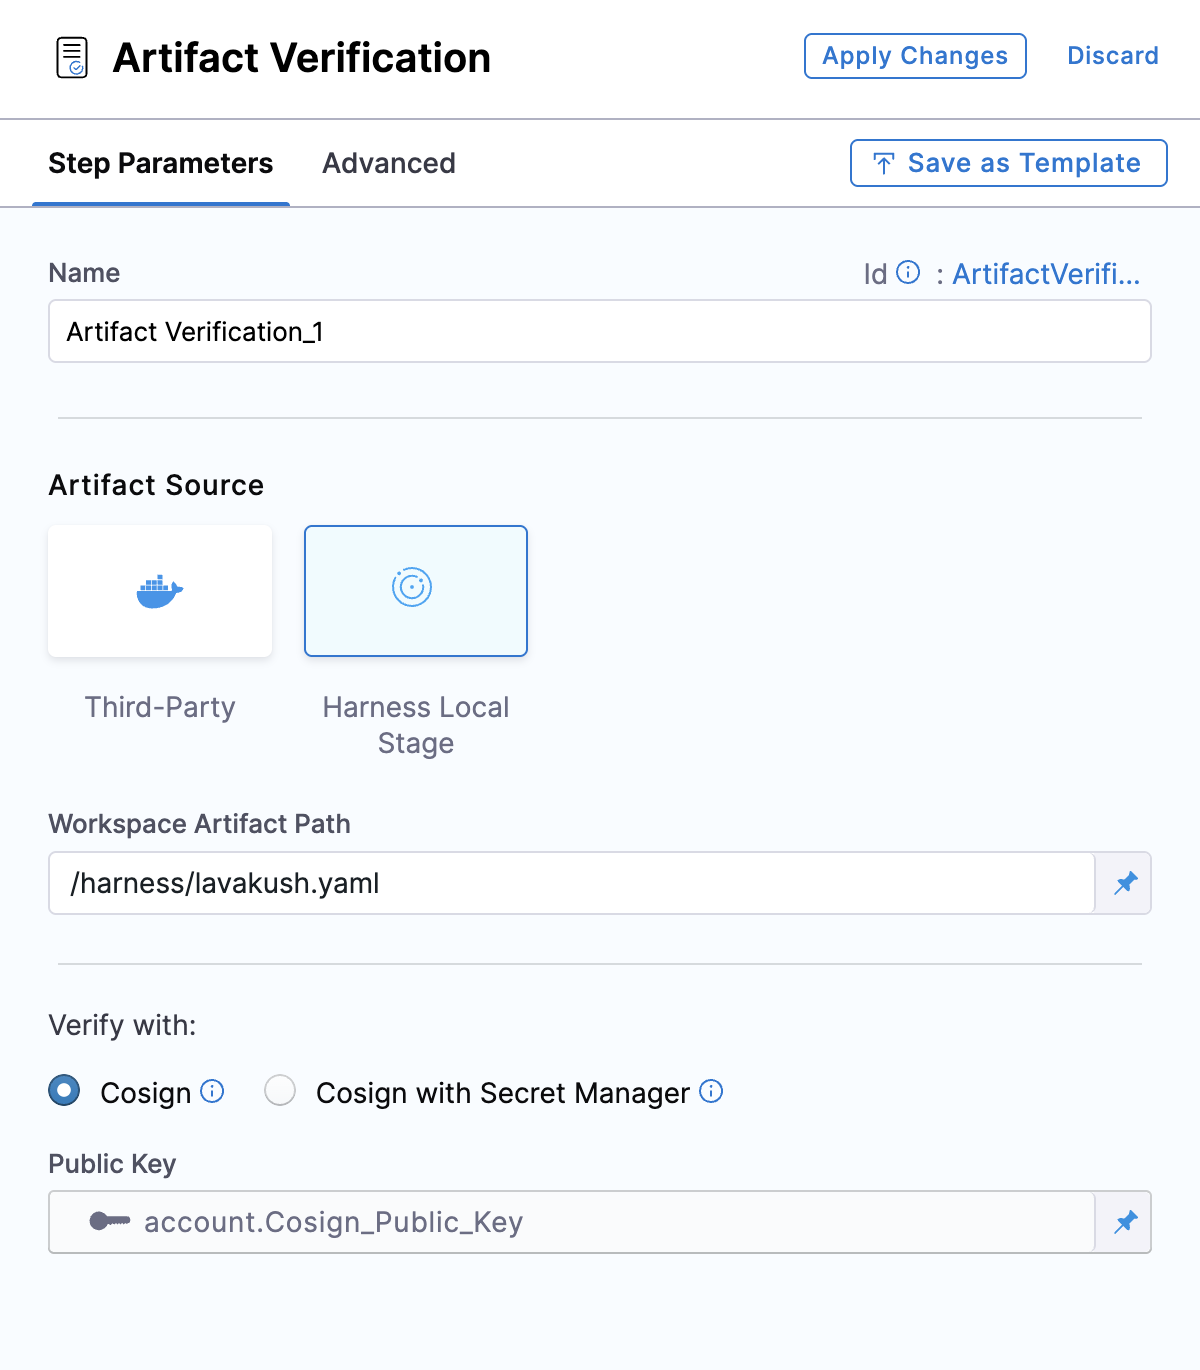 Artifact Verification
Apply Changes
Discard
Step Parameters
Advanced
Save as Template
Name
Id : ArtifactVerifi...
Artifact Verification_1
Artifact Source
Third-Party
Harness Local
Stage
Workspace Artifact Path
/harness/lavakush.yaml
Verify with:
Cosign
Cosign with Secret Manager
Public Key
account.Cosign_Public_Key